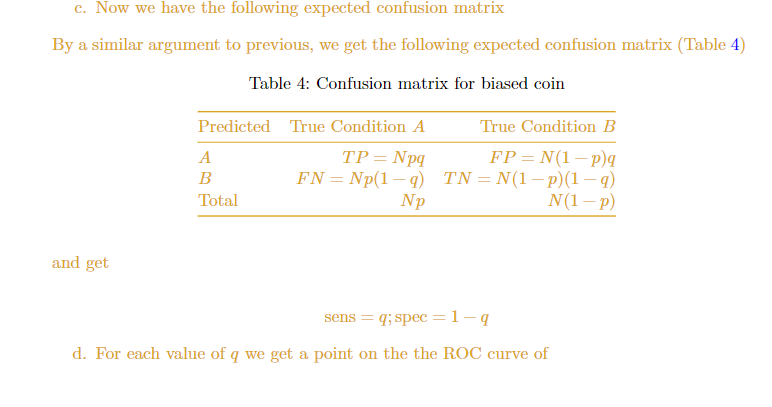 c. Now we have the following expected confusion matrix
By a similar argument to previous, we get the following expected confusion matrix (Table 4)
Table 4: Confusion matrix for biased coin
Predicted True Condition A True Condition B
A TP = Npq FP = N(1 − p)q
B FN = Np(1 − q) TN = N(1 − p)(1 − q)
Total Np N(1 − p)
and get
sens = q; spec = 1 − q
d. For each value of q we get a point on the the ROC curve of